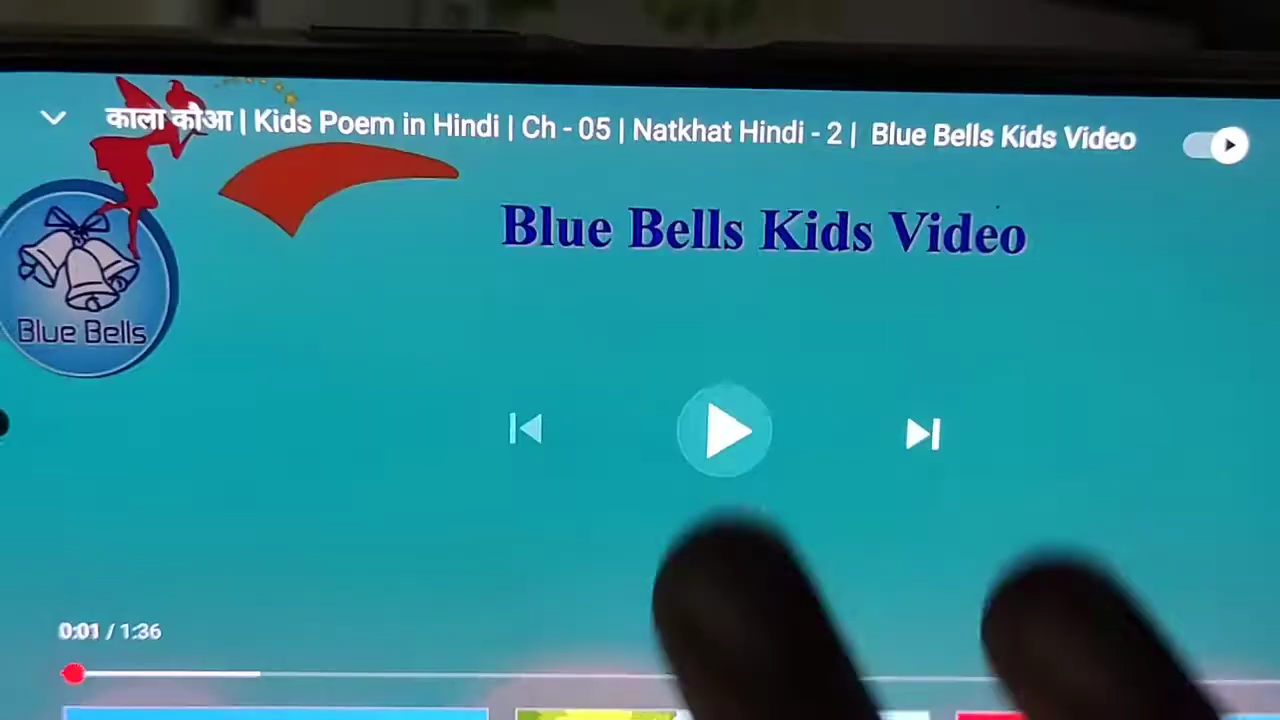 काला कौआ | Kids Poem in Hindi | Ch - 05 | Natkhat Hindi - 2 | Blue Bells Kids Video
Blue Bells Kids Video
Blue Bells
0:01 / 1:36